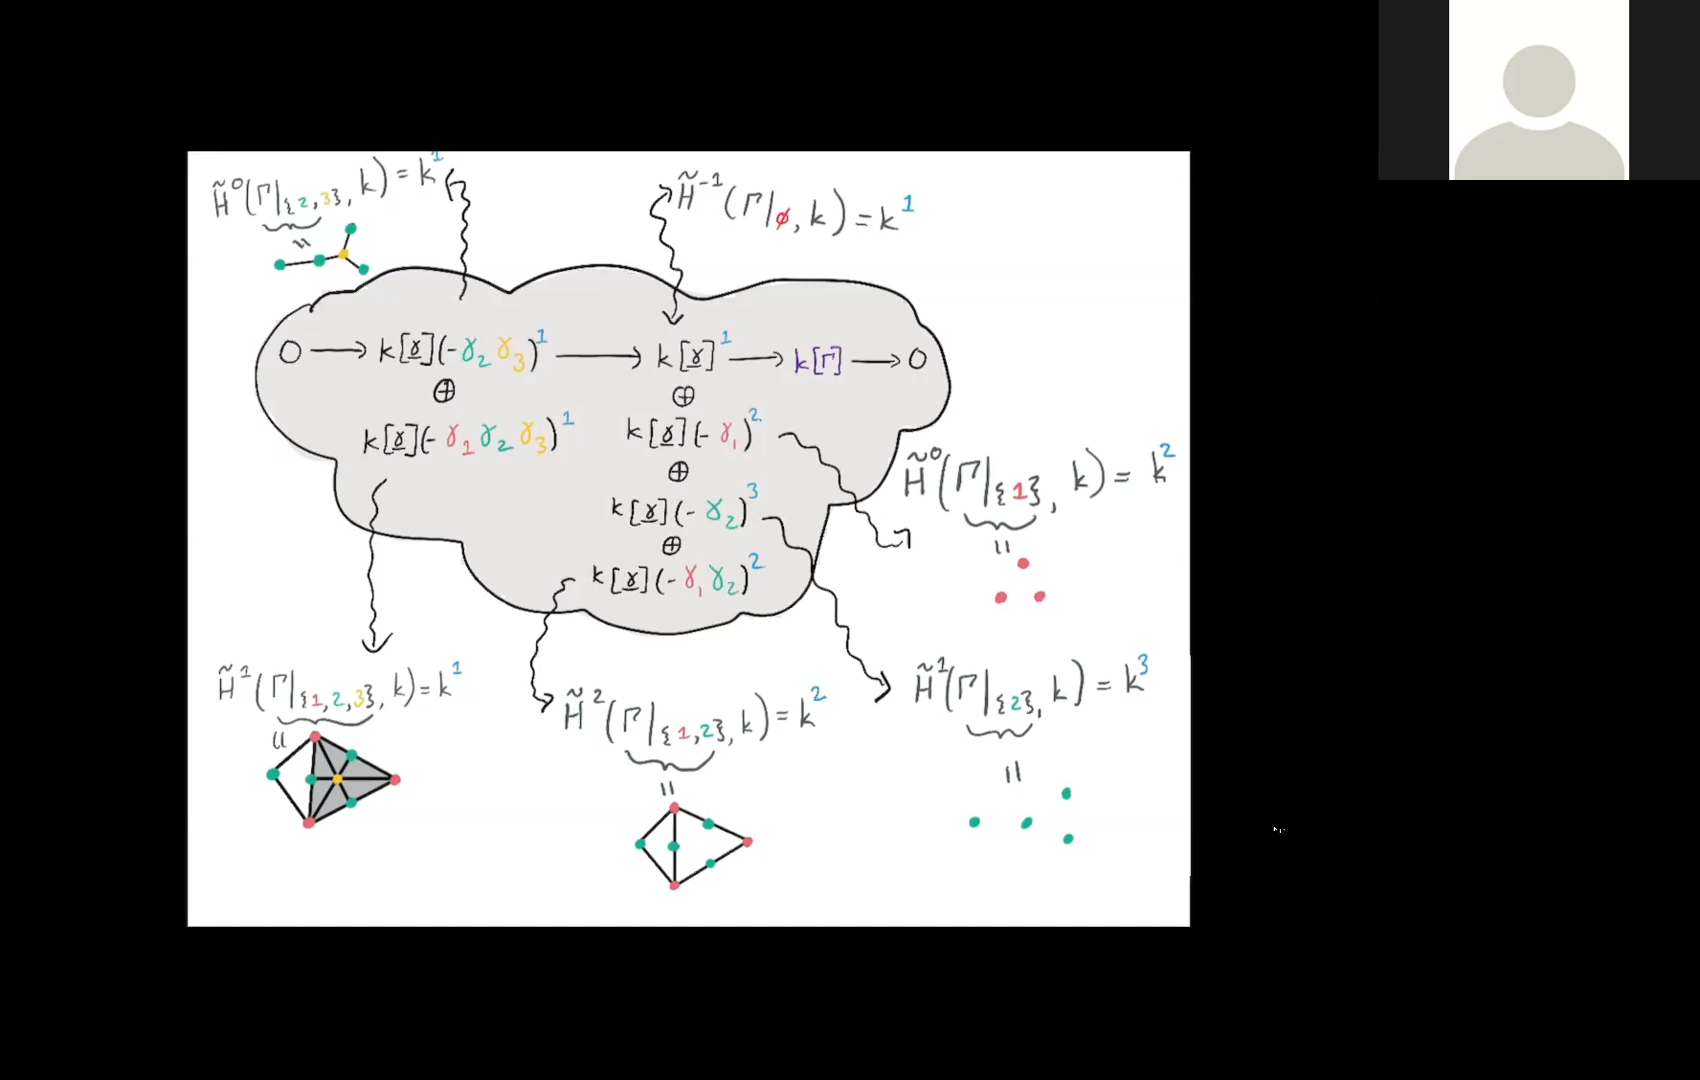 H̃⁰(Γ|_{2,3}, k) = k¹
H̃⁻¹(Γ|_∅, k) = k¹
0 → k[γ](-γ₂γ₃)¹ → k[γ]¹ → k[Γ] → 0
⊕ ⊕
k[γ](-γ₁γ₂γ₃)¹ k[γ](-γ₁)²
⊕
k[γ](-γ₂)³
⊕
k[γ](-γ₁γ₂)²
H̃⁰(Γ|_{1}, k) = k²
=
H̃¹(Γ|_{1,2,3}, k) = k¹
=
H̃²(Γ|_{1,2}, k) = k²
=
H̃¹(Γ|_{2}, k) = k³
=